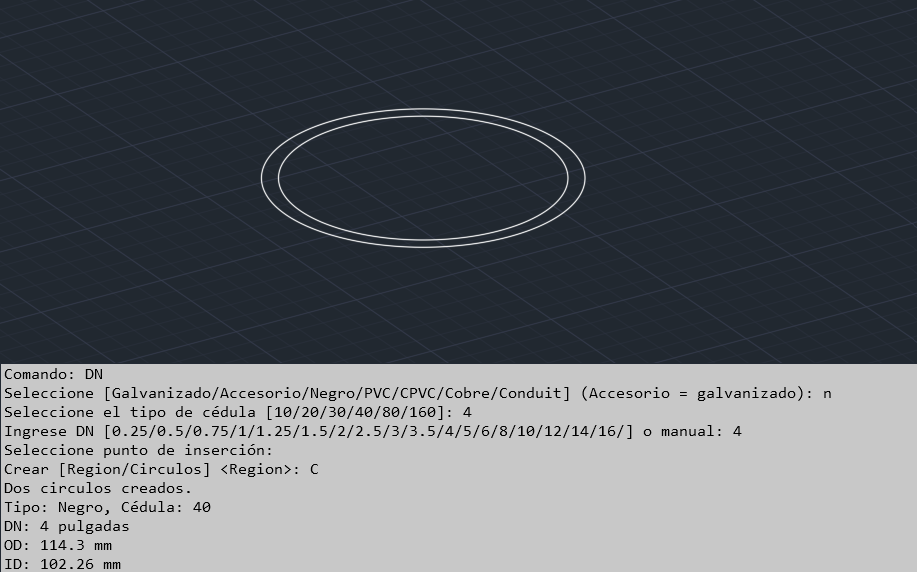 Comando: DN
Seleccione [Galvanizado/Accesorio/Negro/PVC/CPVC/Cobre/Conduit] (Accesorio = galvanizado): n
Seleccione el tipo de cédula [10/20/30/40/80/160]: 4
Ingrese DN [0.25/0.5/0.75/1/1.25/1.5/2/2.5/3/3.5/4/5/6/8/10/12/14/16/] o manual: 4
Seleccione punto de inserción:
Crear [Region/Circulos] <Region>: C
Dos circulos creados.
Tipo: Negro, Cédula: 40
DN: 4 pulgadas
OD: 114.3 mm
ID: 102.26 mm